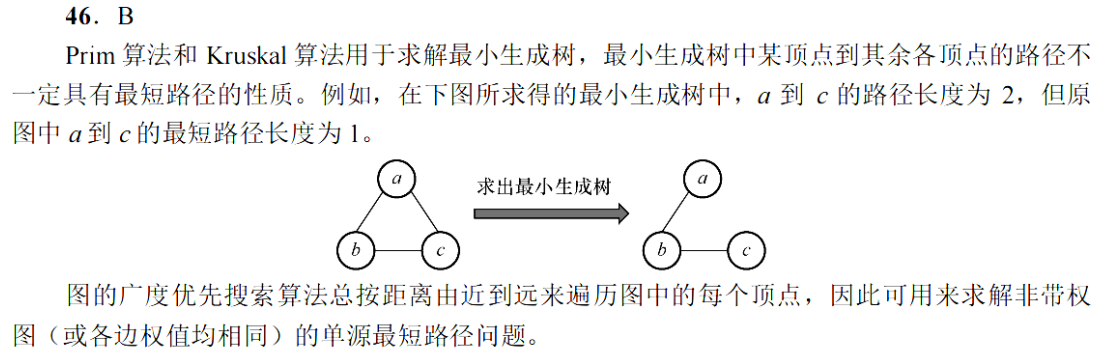 46．B
Prim 算法和 Kruskal 算法用于求解最小生成树，最小生成树中某顶点到其余各顶点的路径不
一定具有最短路径的性质。例如，在下图所求得的最小生成树中，a 到 c 的路径长度为 2，但原
图中 a 到 c 的最短路径长度为 1。
a 求出最小生成树 a
b c b c
图的广度优先搜索算法总按距离由近到远来遍历图中的每个顶点，因此可用来求解非带权
图（或各边权值均相同）的单源最短路径问题。